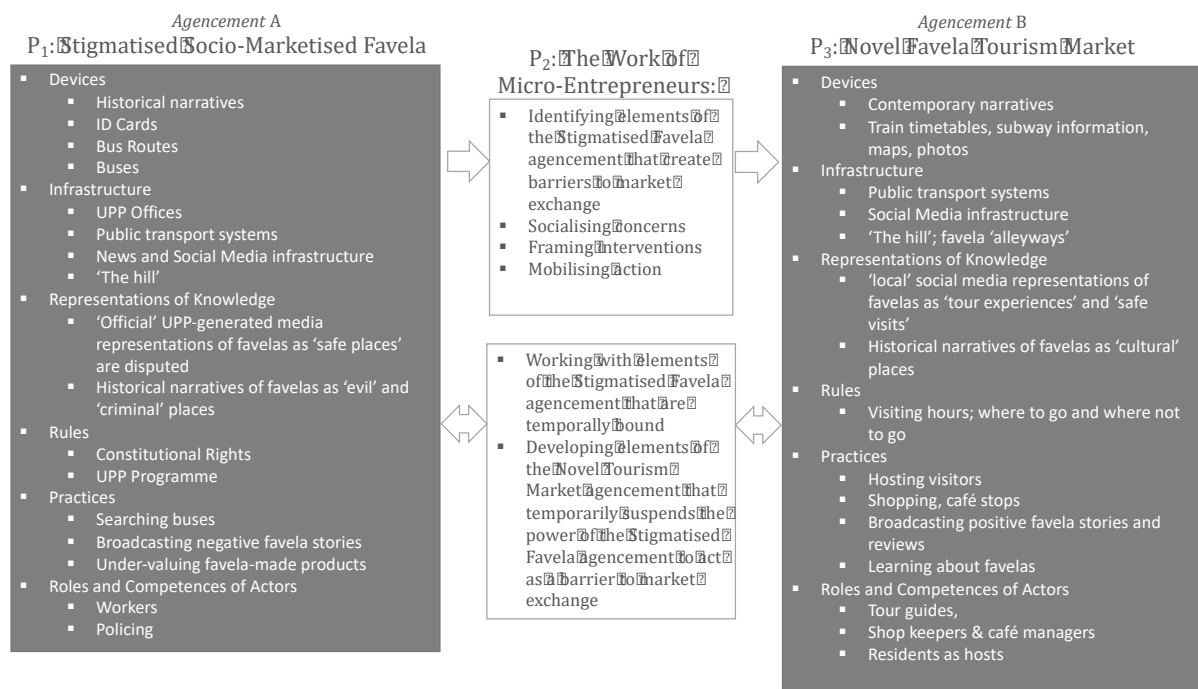 Agencement A
P1: Stigmatised Socio-Marketised Favela
▪ Devices
▪ Historical narratives
▪ ID Cards
▪ Bus Routes
▪ Buses
▪ Infrastructure
▪ UPP Offices
▪ Public transport systems
▪ News and Social Media infrastructure
▪ ‘The hill’
▪ Representations of Knowledge
▪ ‘Official’ UPP-generated media
representations of favelas as ‘safe places’
are disputed
▪ Historical narratives of favelas as ‘evil’ and
‘criminal’ places
▪ Rules
▪ Constitutional Rights
▪ UPP Programme
▪ Practices
▪ Searching buses
▪ Broadcasting negative favela stories
▪ Under-valuing favela-made products
▪ Roles and Competences of Actors
▪ Workers
▪ Policing
P2: The Work of
Micro-Entrepreneurs:
▪ Identifying elements of
the Stigmatised Favela
agencement that create
barriers to market
exchange
▪ Socialising concerns
▪ Framing Interventions
▪ Mobilising action
▪ Working with elements
of the Stigmatised Favela
agencement that are
temporally bound
▪ Developing elements of
the Novel Tourism
Market agencement that
temporarily suspends the
power of the Stigmatised
Favela agencement to act
as a barrier to market
exchange
Agencement B
P3: Novel Favela Tourism Market
▪ Devices
▪ Contemporary narratives
▪ Train timetables, subway information,
maps, photos
▪ Infrastructure
▪ Public transport systems
▪ Social Media infrastructure
▪ ‘The hill’; favela ‘alleyways’
▪ Representations of Knowledge
▪ ‘local’ social media representations of
favelas as ‘tour experiences’ and ‘safe
visits’
▪ Historical narratives of favelas as ‘cultural’
places
▪ Rules
▪ Visiting hours; where to go and where not
to go
▪ Practices
▪ Hosting visitors
▪ Shopping, café stops
▪ Broadcasting positive favela stories and
reviews
▪ Learning about favelas
▪ Roles and Competences of Actors
▪ Tour guides,
▪ Shop keepers & café managers
▪ Residents as hosts